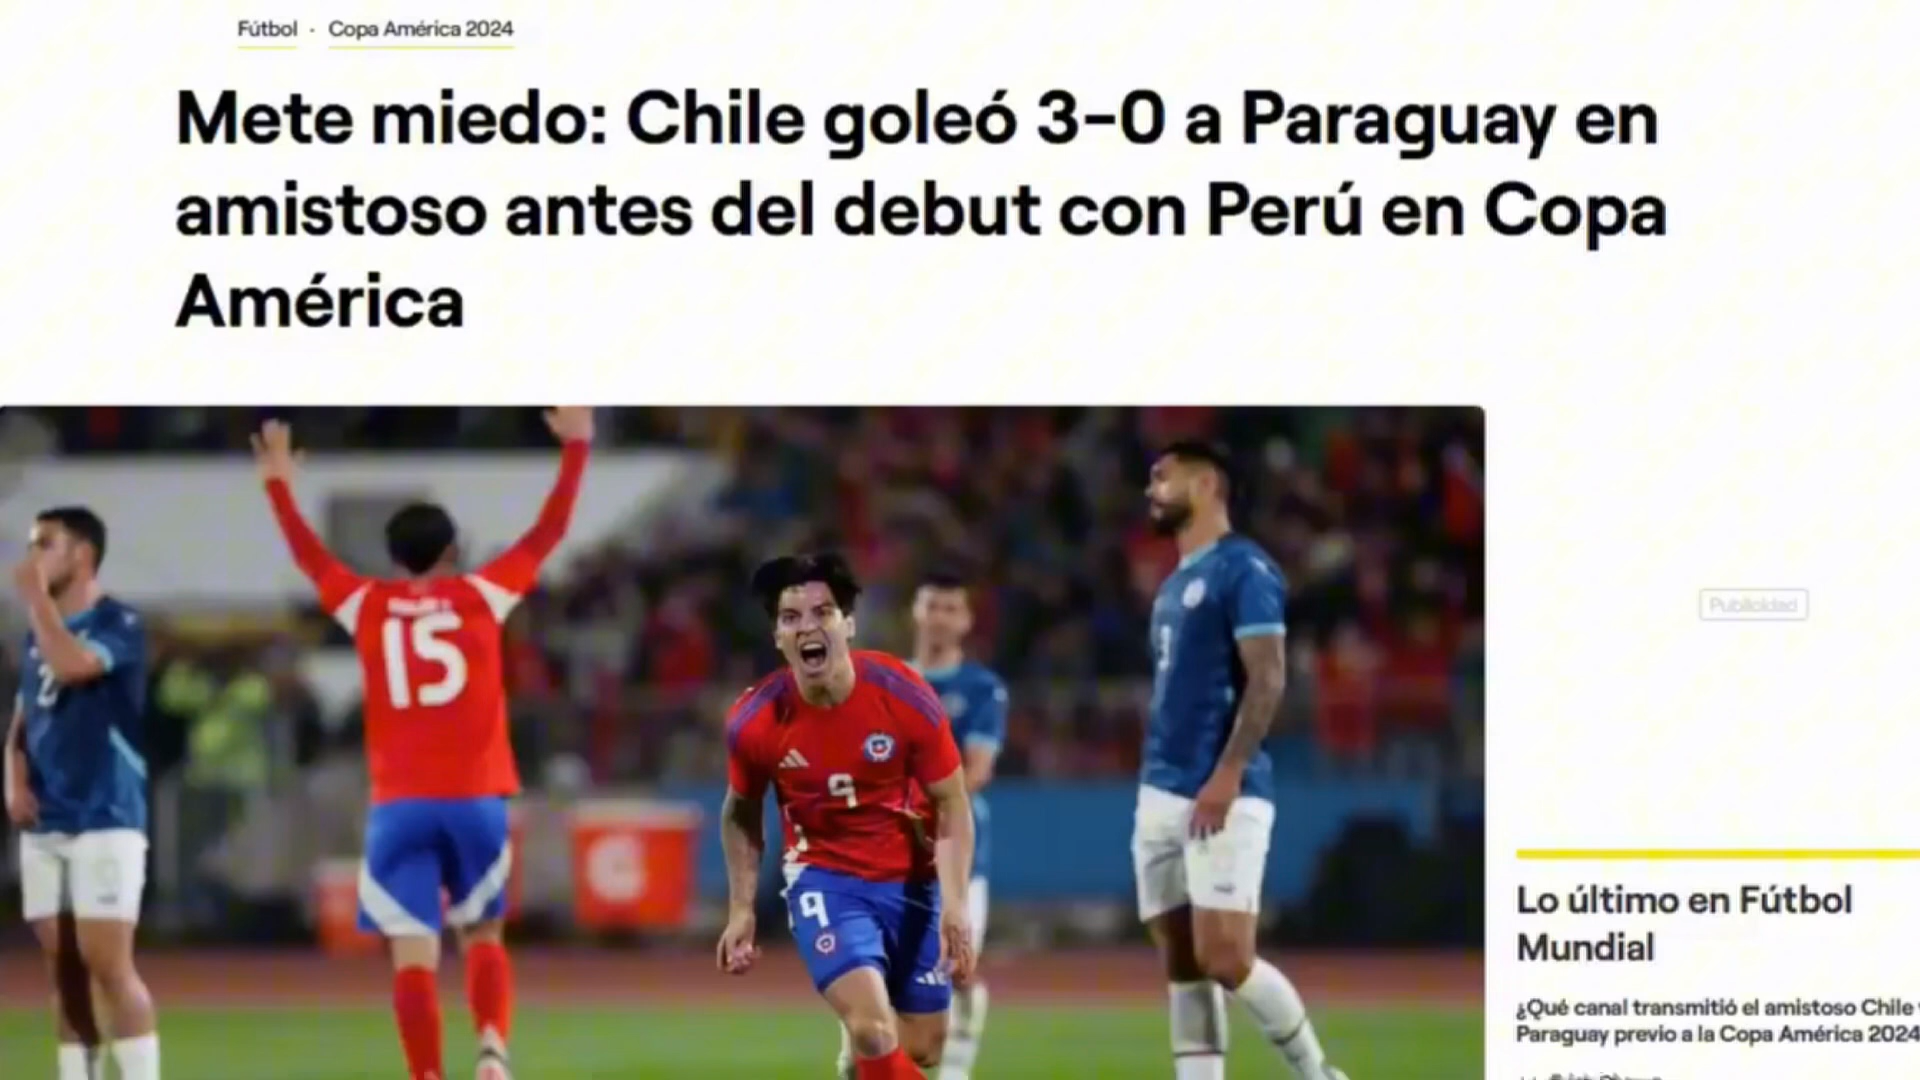 Fútbol · Copa América 2024
Mete miedo: Chile goleó 3-0 a Paraguay en
amistoso antes del debut con Perú en Copa
América
15
9
9
Publicidad
Lo último en Fútbol
Mundial
¿Qué canal transmitió el amistoso Chile
Paraguay previo a la Copa América 2024